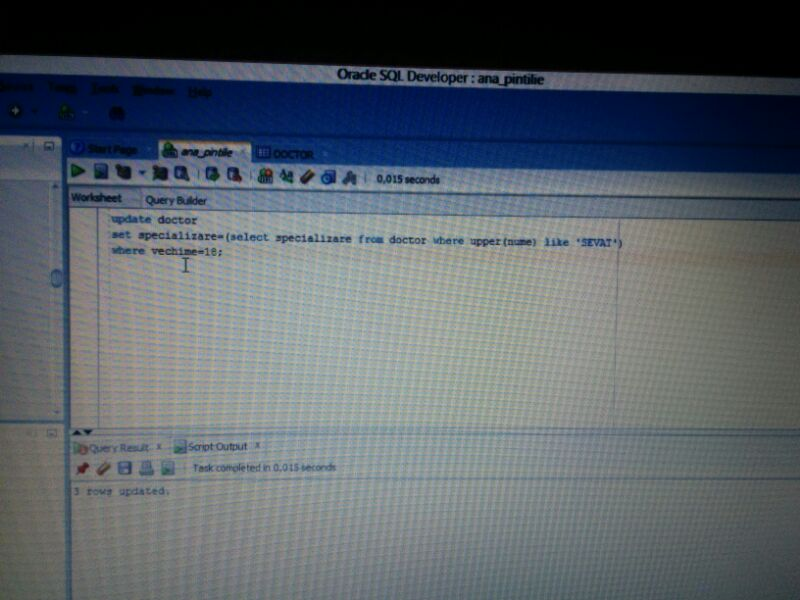 Oracle SQL Developer : ana_pintilie
Tools Window Help
Start Page ana_pintilie DOCTOR
0,015 seconds
Worksheet Query Builder
update doctor
set specializare=(select specializare from doctor where upper(nume) like 'SEVAT')
where vechime=18;
Query Result x Script Output x
Task completed in 0,015 seconds
3 rows updated.